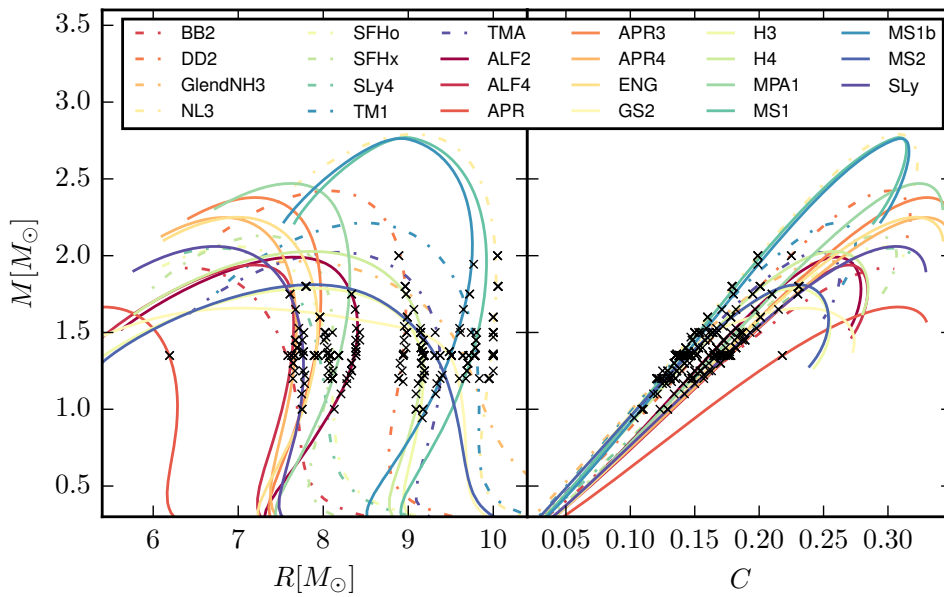 3.5
3.0
2.5
2.0
1.5
1.0
0.5
M[M⊙]
BB2 SFHo TMA APR3 H3 MS1b
DD2 SFHx ALF2 APR4 H4 MS2
GlendNH3 SLy4 ALF4 ENG MPA1 SLy
NL3 TM1 APR GS2 MS1
6 7 8 9 10 0.05 0.10 0.15 0.20 0.25 0.30
R[M⊙] C